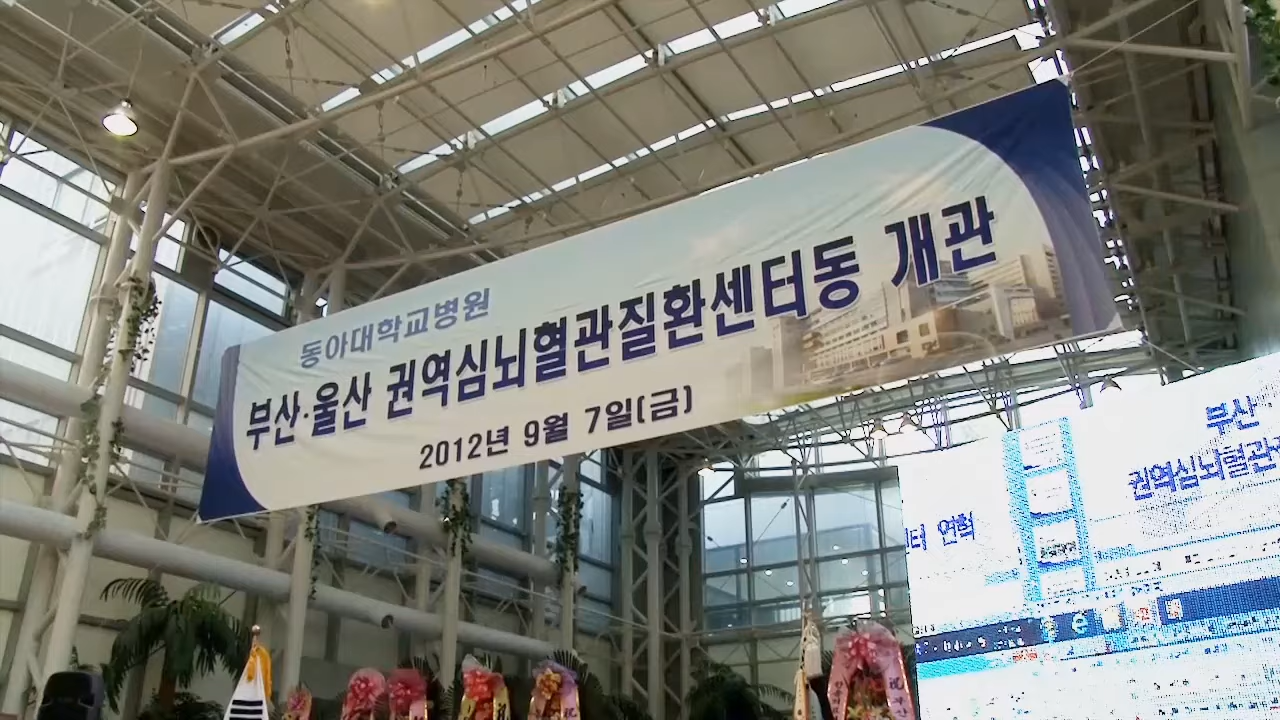 동아대학교병원
부산·울산 권역심뇌혈관질환센터동 개관
2012년 9월 7일(금)
부산
권역심뇌혈관
터 연혁
祝